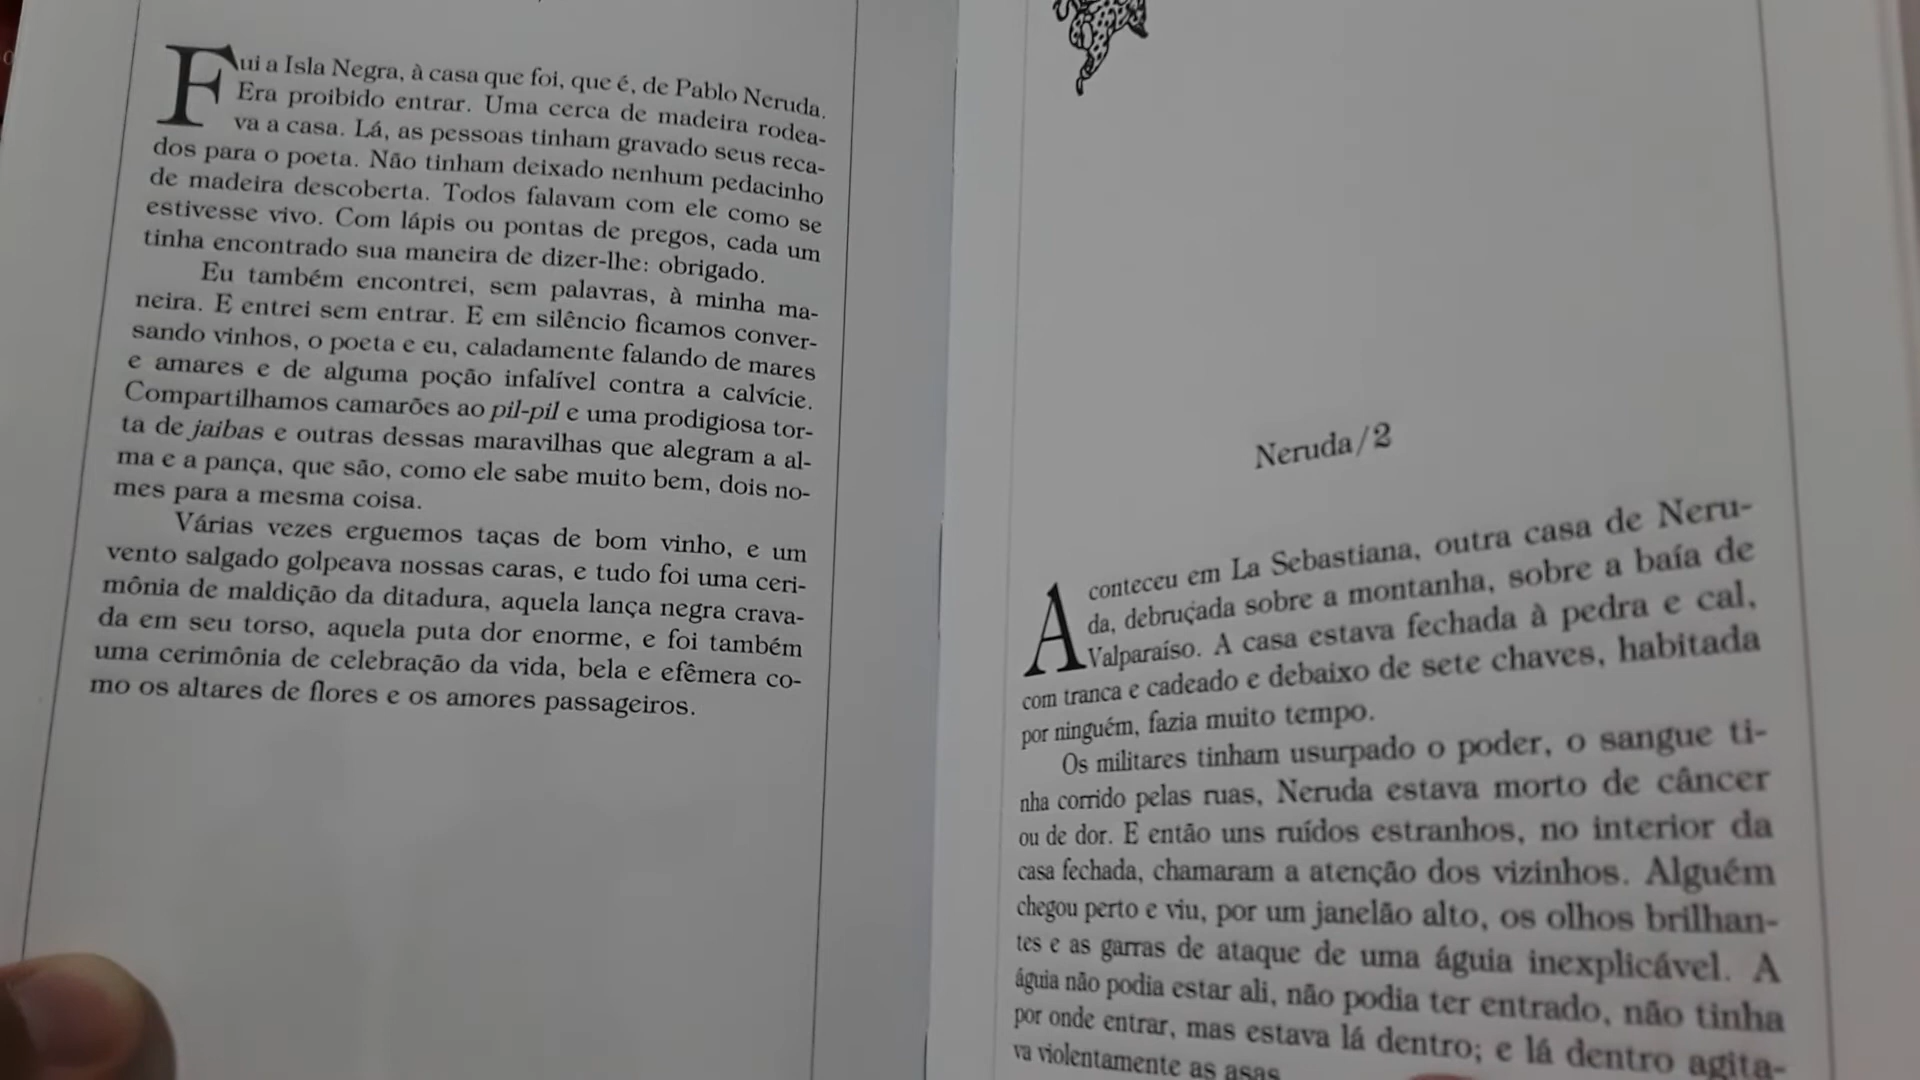 Fui a Isla Negra, à casa que foi, que é, de Pablo Neruda.
Era proibido entrar. Uma cerca de madeira rodea-
va a casa. Lá, as pessoas tinham gravado seus reca-
dos para o poeta. Não tinham deixado nenhum pedacinho
de madeira descoberta. Todos falavam com ele como se
estivesse vivo. Com lápis ou pontas de pregos, cada um
tinha encontrado sua maneira de dizer-lhe: obrigado.
Eu também encontrei, sem palavras, à minha ma-
neira. E entrei sem entrar. E em silêncio ficamos conver-
sando vinhos, o poeta e eu, caladamente falando de mares
e amares e de alguma poção infalível contra a calvície.
Compartilhamos camarões ao pil-pil e uma prodigiosa tor-
ta de jaibas e outras dessas maravilhas que alegram a al-
ma e a pança, que são, como ele sabe muito bem, dois no-
mes para a mesma coisa.
Várias vezes erguemos taças de bom vinho, e um
vento salgado golpeava nossas caras, e tudo foi uma ceri-
mônia de maldição da ditadura, aquela lança negra crava-
da em seu torso, aquela puta dor enorme, e foi também
uma cerimônia de celebração da vida, bela e efêmera co-
mo os altares de flores e os amores passageiros.
Neruda/2
Aconteceu em La Sebastiana, outra casa de Neru-
da, debruçada sobre a montanha, sobre a baía de
Valparaíso. A casa estava fechada à pedra e cal,
com tranca e cadeado e debaixo de sete chaves, habitada
por ninguém, fazia muito tempo.
Os militares tinham usurpado o poder, o sangue ti-
nha corrido pelas ruas, Neruda estava morto de câncer
ou de dor. E então uns ruídos estranhos, no interior da
casa fechada, chamaram a atenção dos vizinhos. Alguém
chegou perto e viu, por um janelão alto, os olhos brilhan-
tes e as garras de ataque de uma águia inexplicável. A
águia não podia estar ali, não podia ter entrado, não tinha
por onde entrar, mas estava lá dentro; e lá dentro agita-
va violentamente as asas